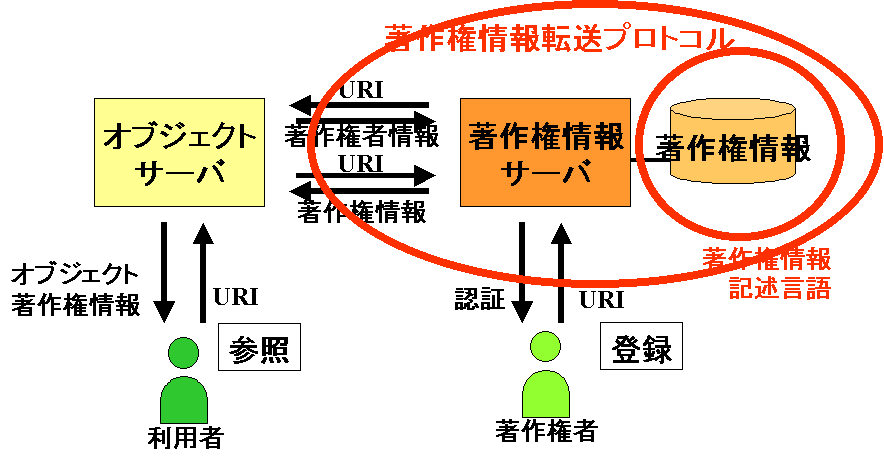 著作権情報転送プロトコル
URI
オブジェクト
サーバ
著作権者情報
URI
著作権情報
著作権情報
サーバ
著作権情報
著作権情報
記述言語
オブジェクト
著作権情報
URI
認証
URI
参照
登録
利用者
著作権者